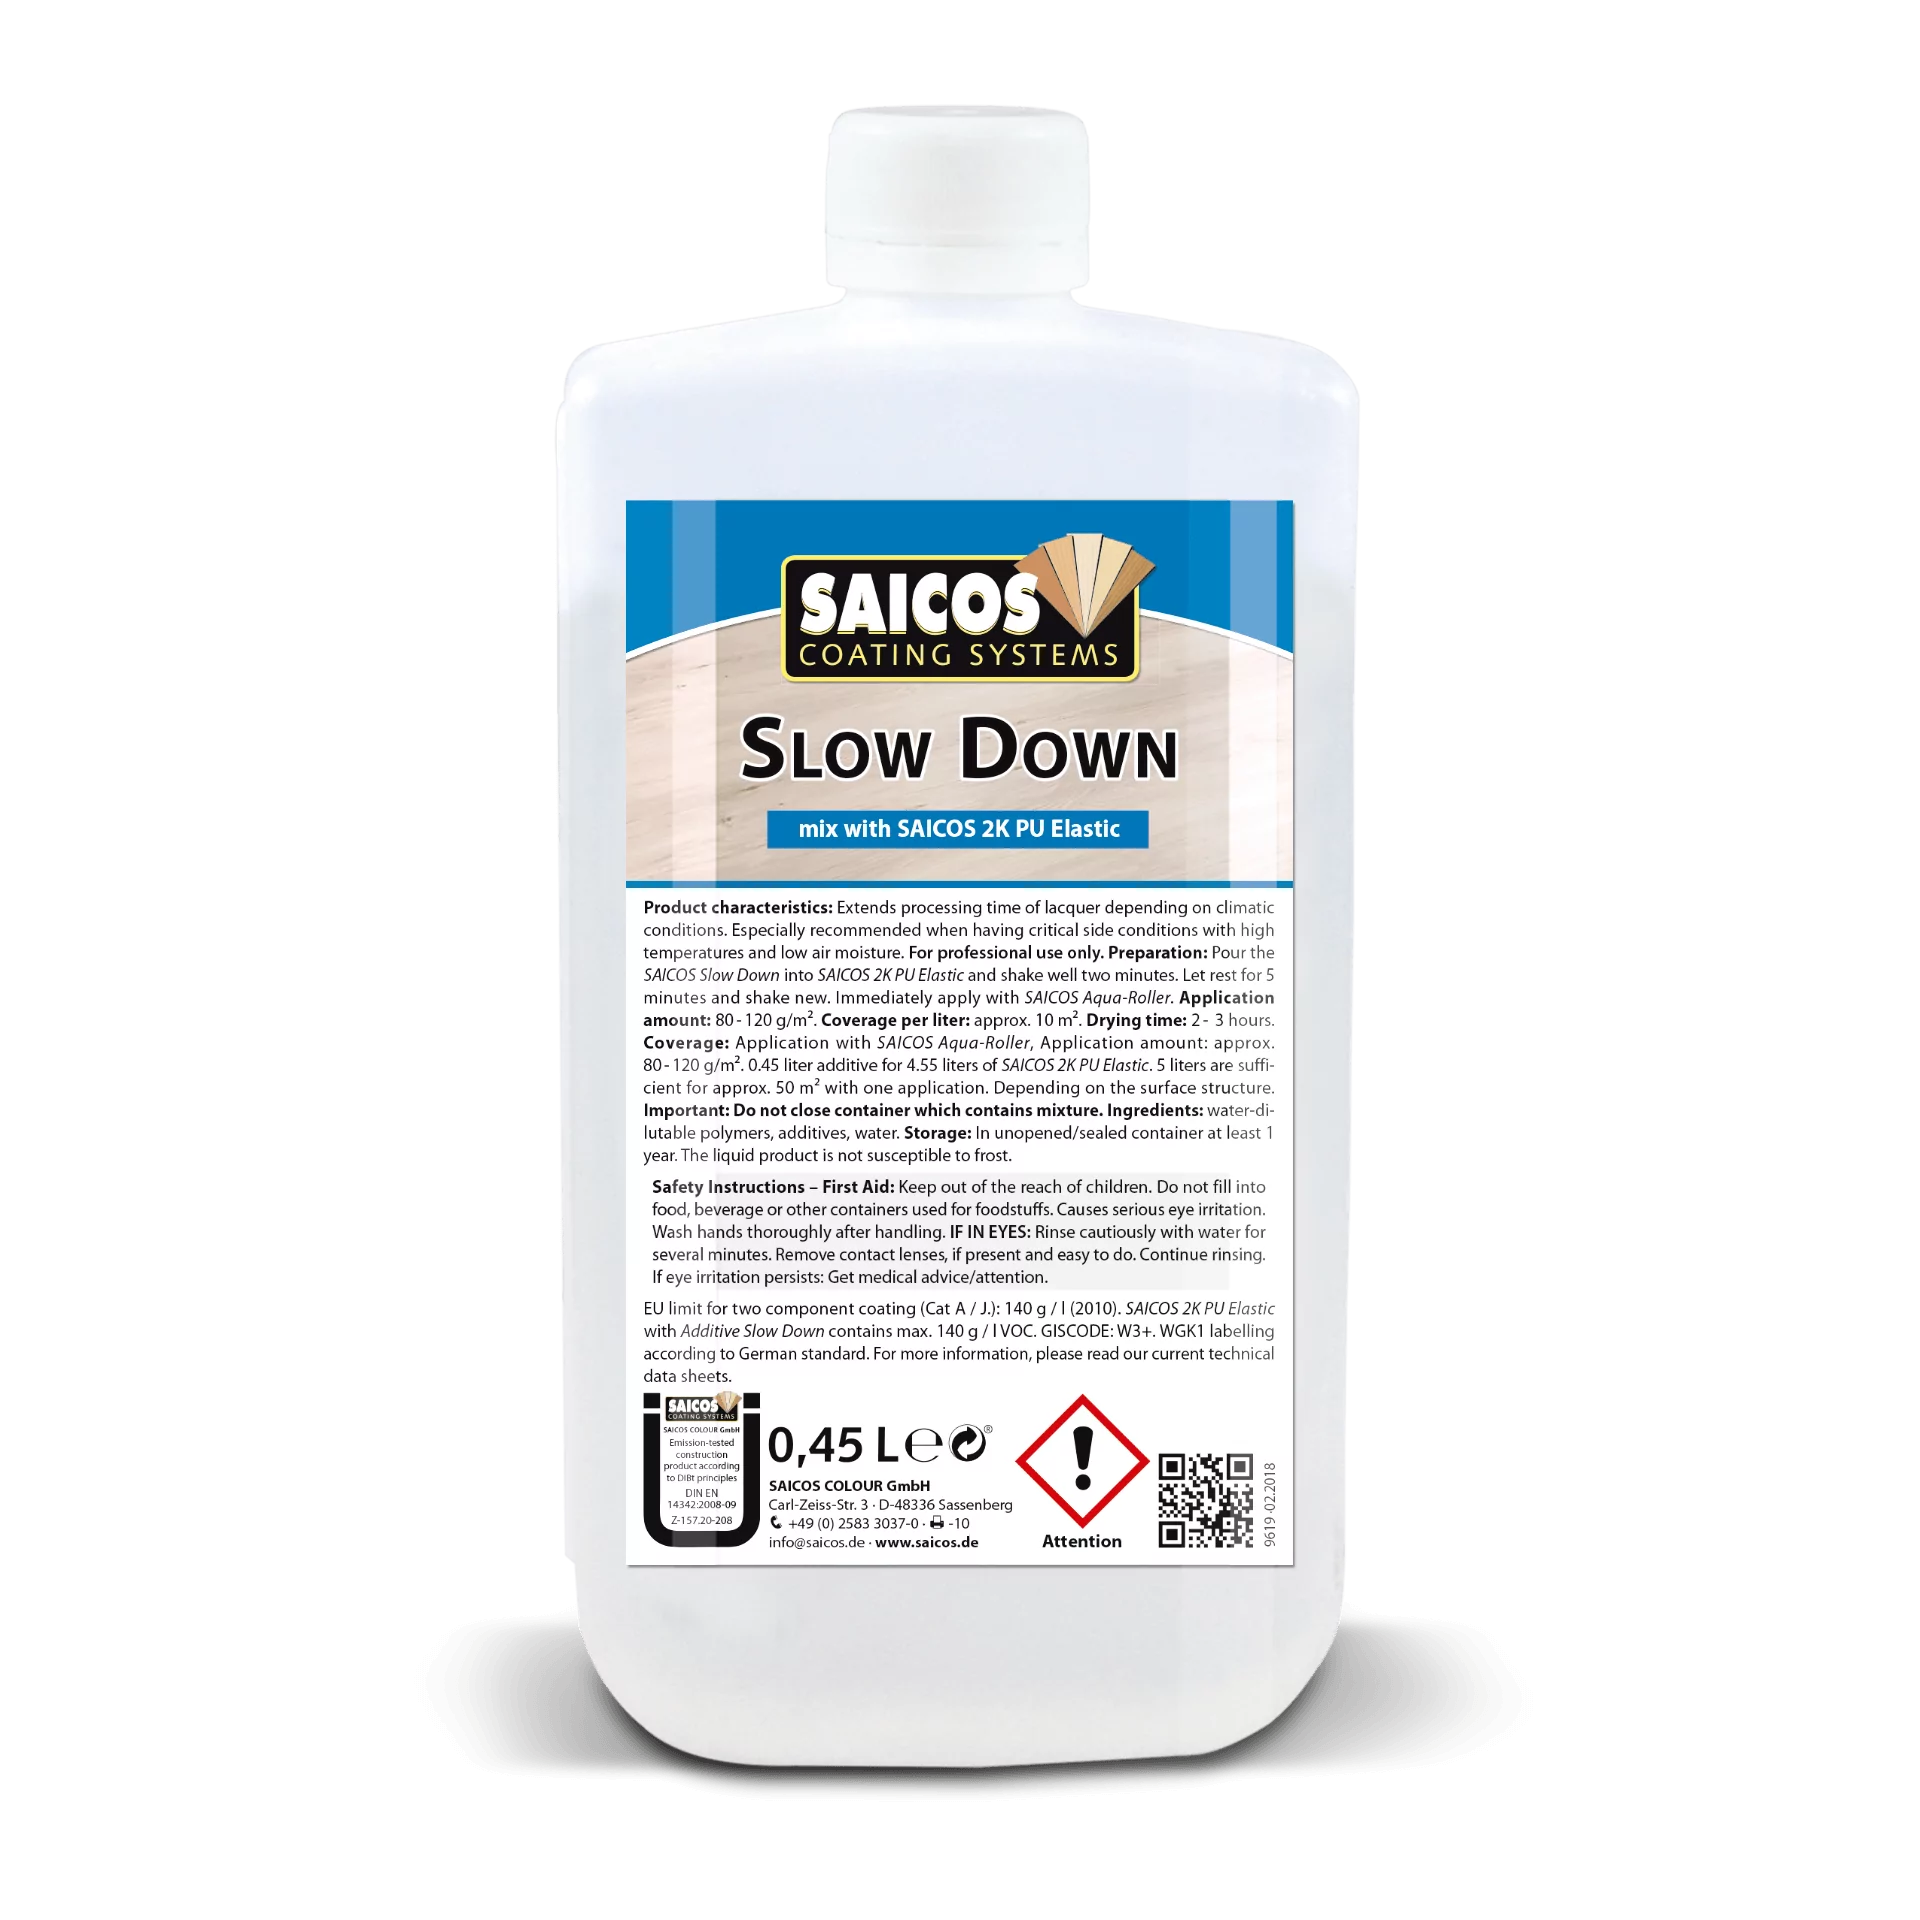 SAICOS
COATING SYSTEMS
SLOW DOWN
mix with SAICOS 2K PU Elastic
Product characteristics: Extends processing time of lacquer depending on climatic
conditions. Especially recommended when having critical side conditions with high
temperatures and low air moisture. For professional use only. Preparation: Pour the
SAICOS Slow Down into SAICOS 2K PU Elastic and shake well two minutes. Let rest for 5
minutes and shake new. Immediately apply with SAICOS Aqua-Roller. Application
amount: 80 - 120 g/m². Coverage per liter: approx. 10 m². Drying time: 2 - 3 hours.
Coverage: Application with SAICOS Aqua-Roller, Application amount: approx.
80 - 120 g/m². 0.45 liter additive for 4.55 liters of SAICOS 2K PU Elastic. 5 liters are suffi-
cient for approx. 50 m² with one application. Depending on the surface structure.
Important: Do not close container which contains mixture. Ingredients: water-di-
lutable polymers, additives, water. Storage: In unopened/sealed container at least 1
year. The liquid product is not susceptible to frost.
Safety Instructions – First Aid: Keep out of the reach of children. Do not fill into
food, beverage or other containers used for foodstuffs. Causes serious eye irritation.
Wash hands thoroughly after handling. IF IN EYES: Rinse cautiously with water for
several minutes. Remove contact lenses, if present and easy to do. Continue rinsing.
If eye irritation persists: Get medical advice/attention.
EU limit for two component coating (Cat A / J.): 140 g / l (2010). SAICOS 2K PU Elastic
with Additive Slow Down contains max. 140 g / l VOC. GISCODE: W3+. WGK1 labelling
according to German standard. For more information, please read our current technical
data sheets.
SAICOS
COATING SYSTEMS
SAICOS COLOUR GmbH
Emission-tested
construction
product according
to DIBt principles
DIN EN
14342:2008-09
Z-157.20-208
0,45 L ℮ ®
SAICOS COLOUR GmbH
Carl-Zeiss-Str. 3 · D-48336 Sassenberg
+49 (0) 2583 3037-0 · -10
info@saicos.de · www.saicos.de
!
Attention
9619 02.2018